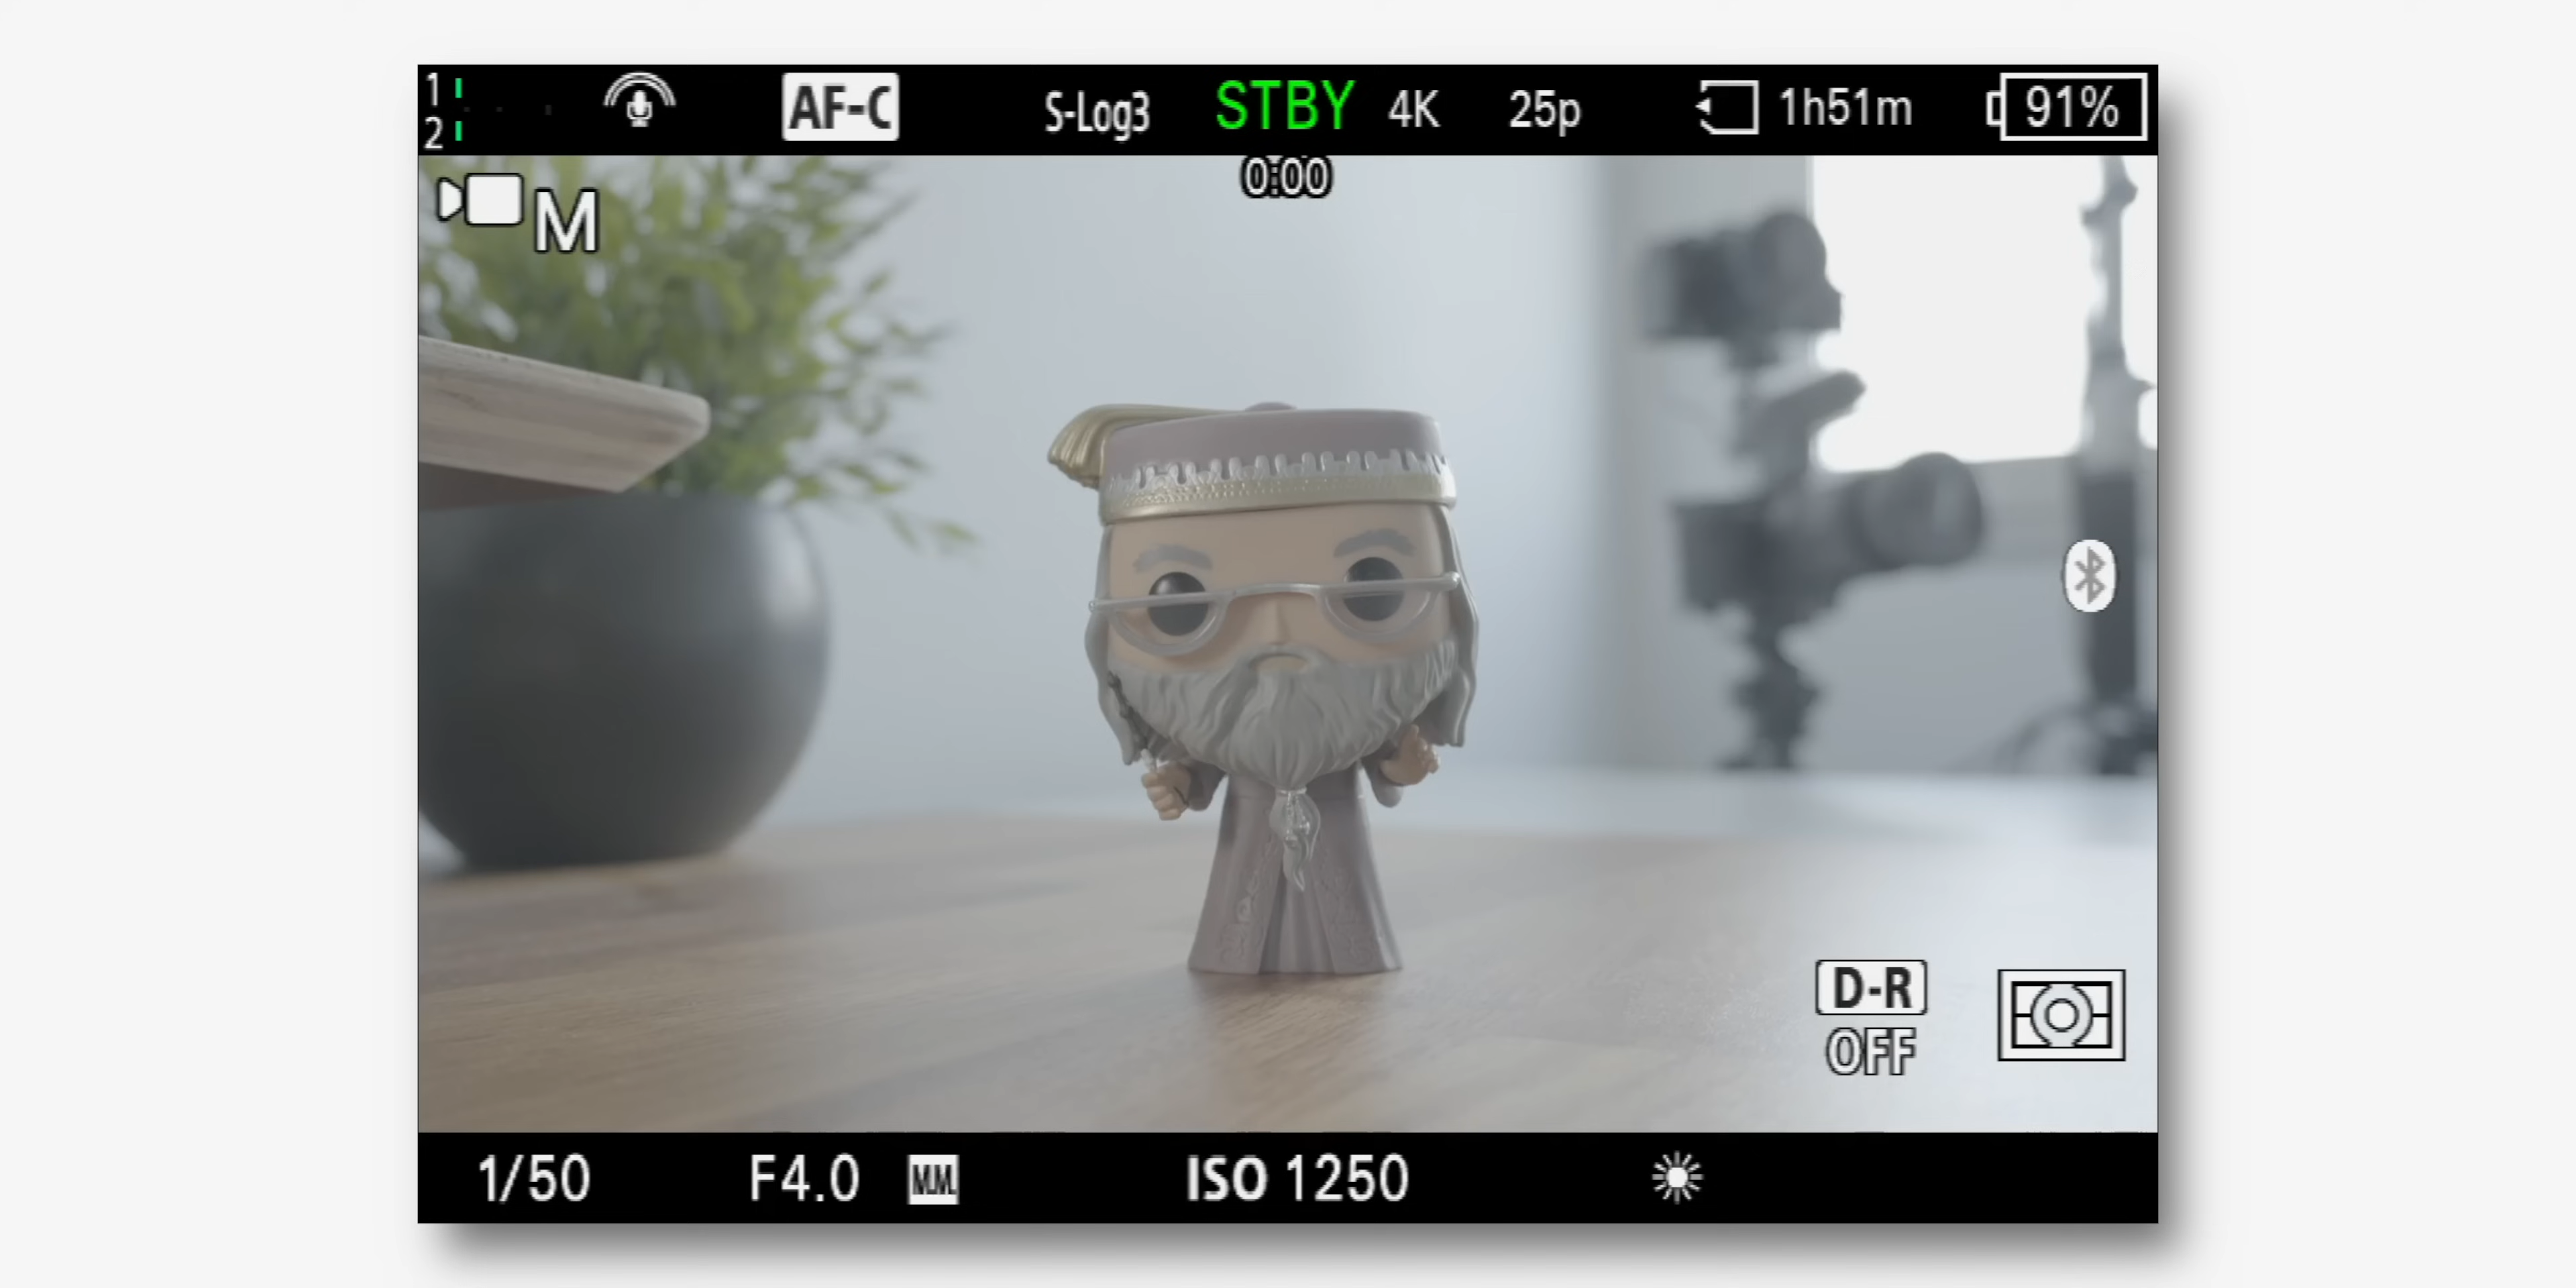 1
2
AF-C
S-Log3
STBY
4K
25p
1h51m
91%
0:00
M
D-R
OFF
1/50
F4.0
M.M.
ISO 1250